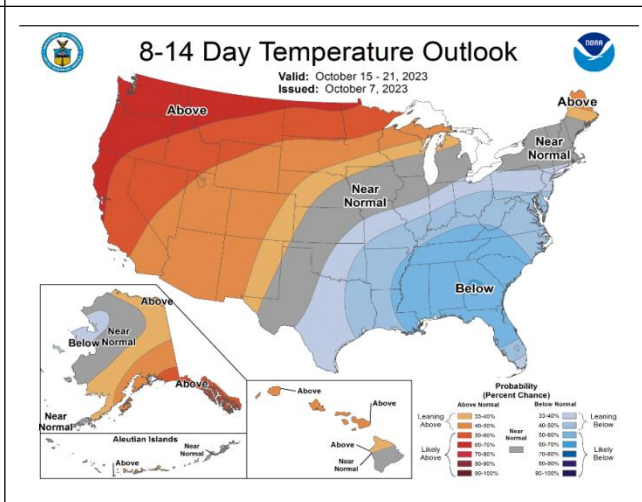 8-14 Day Temperature Outlook
Valid: October 15 - 21, 2023
Issued: October 7, 2023
NOAA
Above
Above
Near
Normal
Near
Normal
Below
Above
Near
Normal
Below
Above
Near
Normal
Aleutian Islands
Near
Normal
Above
Above
Above
Above
Near
Normal
Probability
(Percent Chance)
Above Normal
Below Normal
Leaning
Above
33-40%
40-50%
Likely
Above
50-60%
60-70%
70-80%
80-90%
90-100%
Near
Normal
33-40%
40-50%
Leaning
Below
50-60%
60-70%
70-80%
80-90%
90-100%
Likely
Below